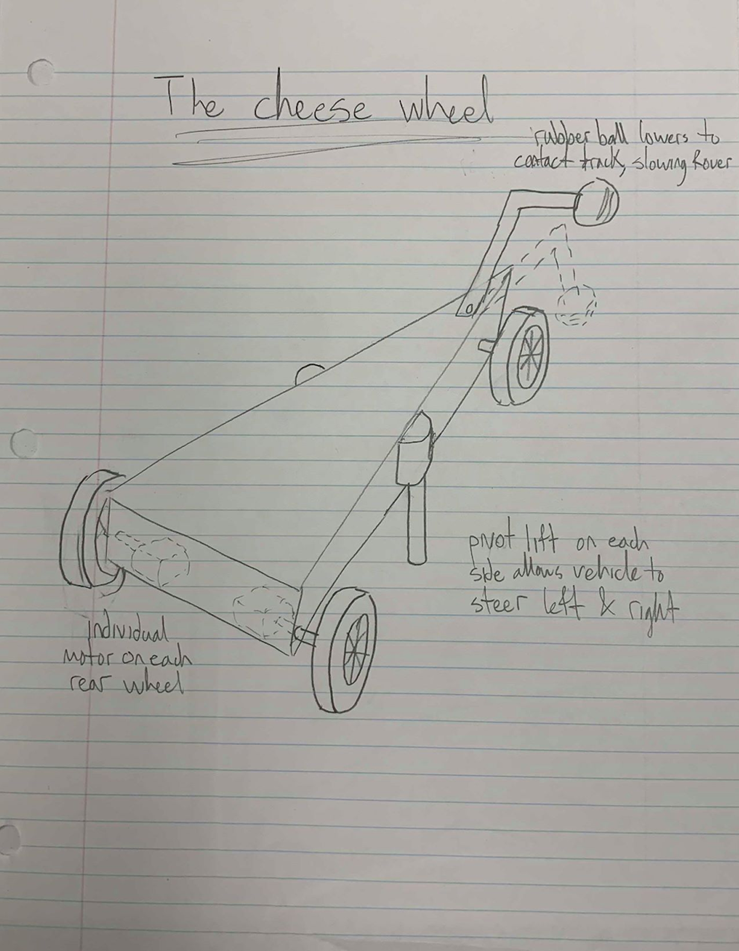 The cheese wheel
rubber ball lowers to
contact track, slowing Rover
pivot lift on each
side allows vehicle to
steer left & right
individual
motor on each
rear wheel